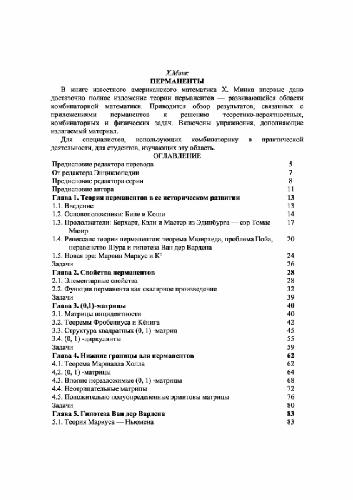 Х.Минк
ПЕРМАНЕНТЫ
В книге известного американского математика Х. Минка впервые дано
достаточно полное изложение теории перманентов — развивающейся области
комбинаторной математики. Приводится обзор результатов, связанных с
приложениями перманентов к решению теоретико-вероятностных,
комбинаторных и физических задач. Включены упражнения, дополняющие
излагаемый материал.
Для специалистов, использующих комбинаторику в практической
деятельности, для студентов, изучающих эту область.
ОГЛАВЛЕНИЕ
Предисловие редактора перевода 5
От редактора Энциклопедии 7
Предисловие редактора серии 8
Предисловие автора 11
Глава 1. Теория перманентов в ее историческом развитии 13
1.1. Введение 13
1.2. Основоположники: Бине и Коши 14
1.3. Продолжатели: Борхарт, Кэли и Мастер из Эдинбурга — сэр Томас 17
Мюир
1.4. Ренессанс теории перманентов: теорема Мюирхеда, проблема Пойа, 20
неравенство Шура и гипотеза Ван дер Вардена
1.5. Новая эра: Марвин Маркус и К° 24
Задачи 26
Глава 2. Свойства перманентов 28
2.1. Элементарные свойства 28
2.2. Функция перманента как скалярное произведение 32
Задачи 39
Глава 3. (0,1)-матрицы 40
3.1. Матрицы инцидентности 40
3.2. Теоремы Фробениуса и Кёнига 42
3.3. Структура квадратных (0, 1) -матриц 45
3.4. (0, 1) -циркулянты 55
Задачи 59
Глава 4. Нижние границы для перманентов 62
4.1. Теорема Маршалла Холла 62
4,2. (0, 1) -матрицы 64
4.3. Вполне неразложимые (0, 1) -матрицы 68
4.4. Неотрицательные матрицы 72
4.5. Положительно полуопределенные эрмитовы матрицы 76
Задачи 80
Глава 5. Гипотеза Ван дер Вардена 83
5.1. Теория Маркуса — Ньюмена 83